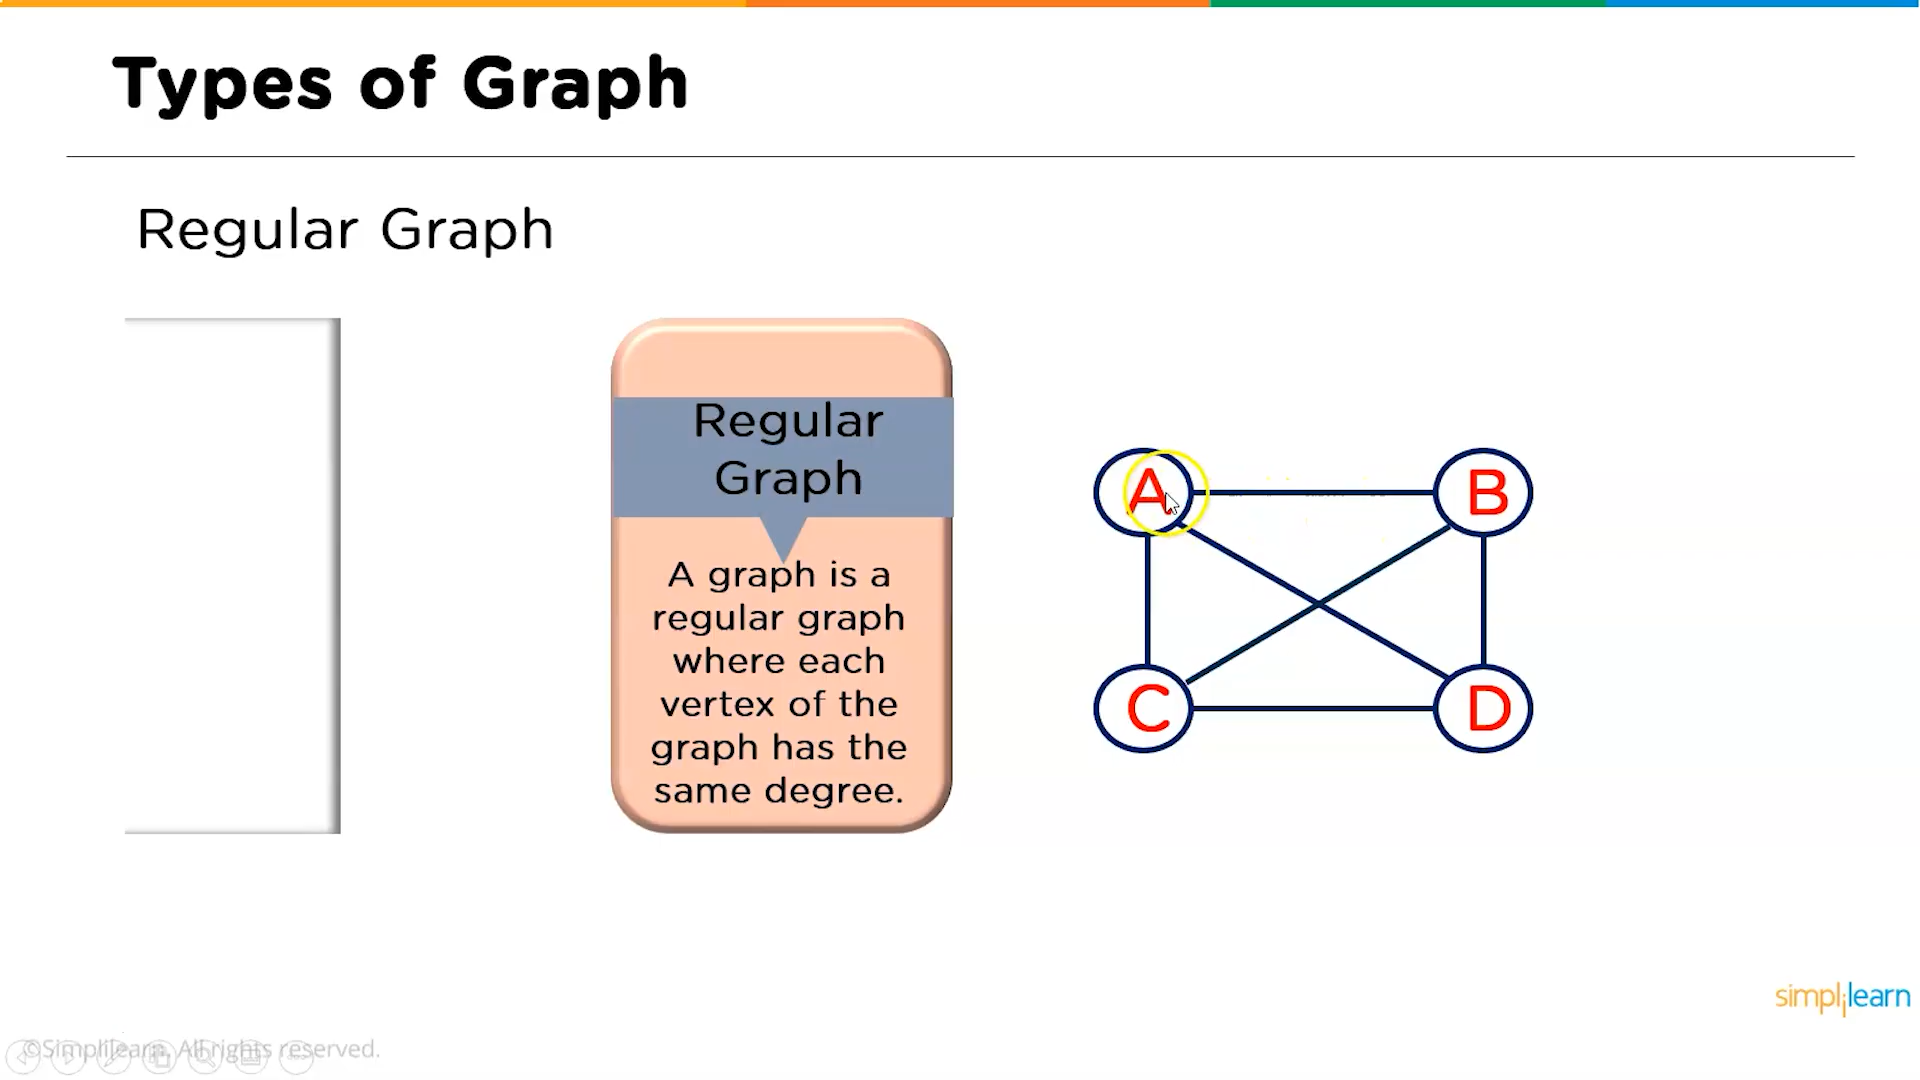 Types of Graph
Regular Graph
Regular
Graph
A graph is a
regular graph
where each
vertex of the
graph has the
same degree.
A
B
C
D
simplilearn
©Simplilearn. All rights reserved.